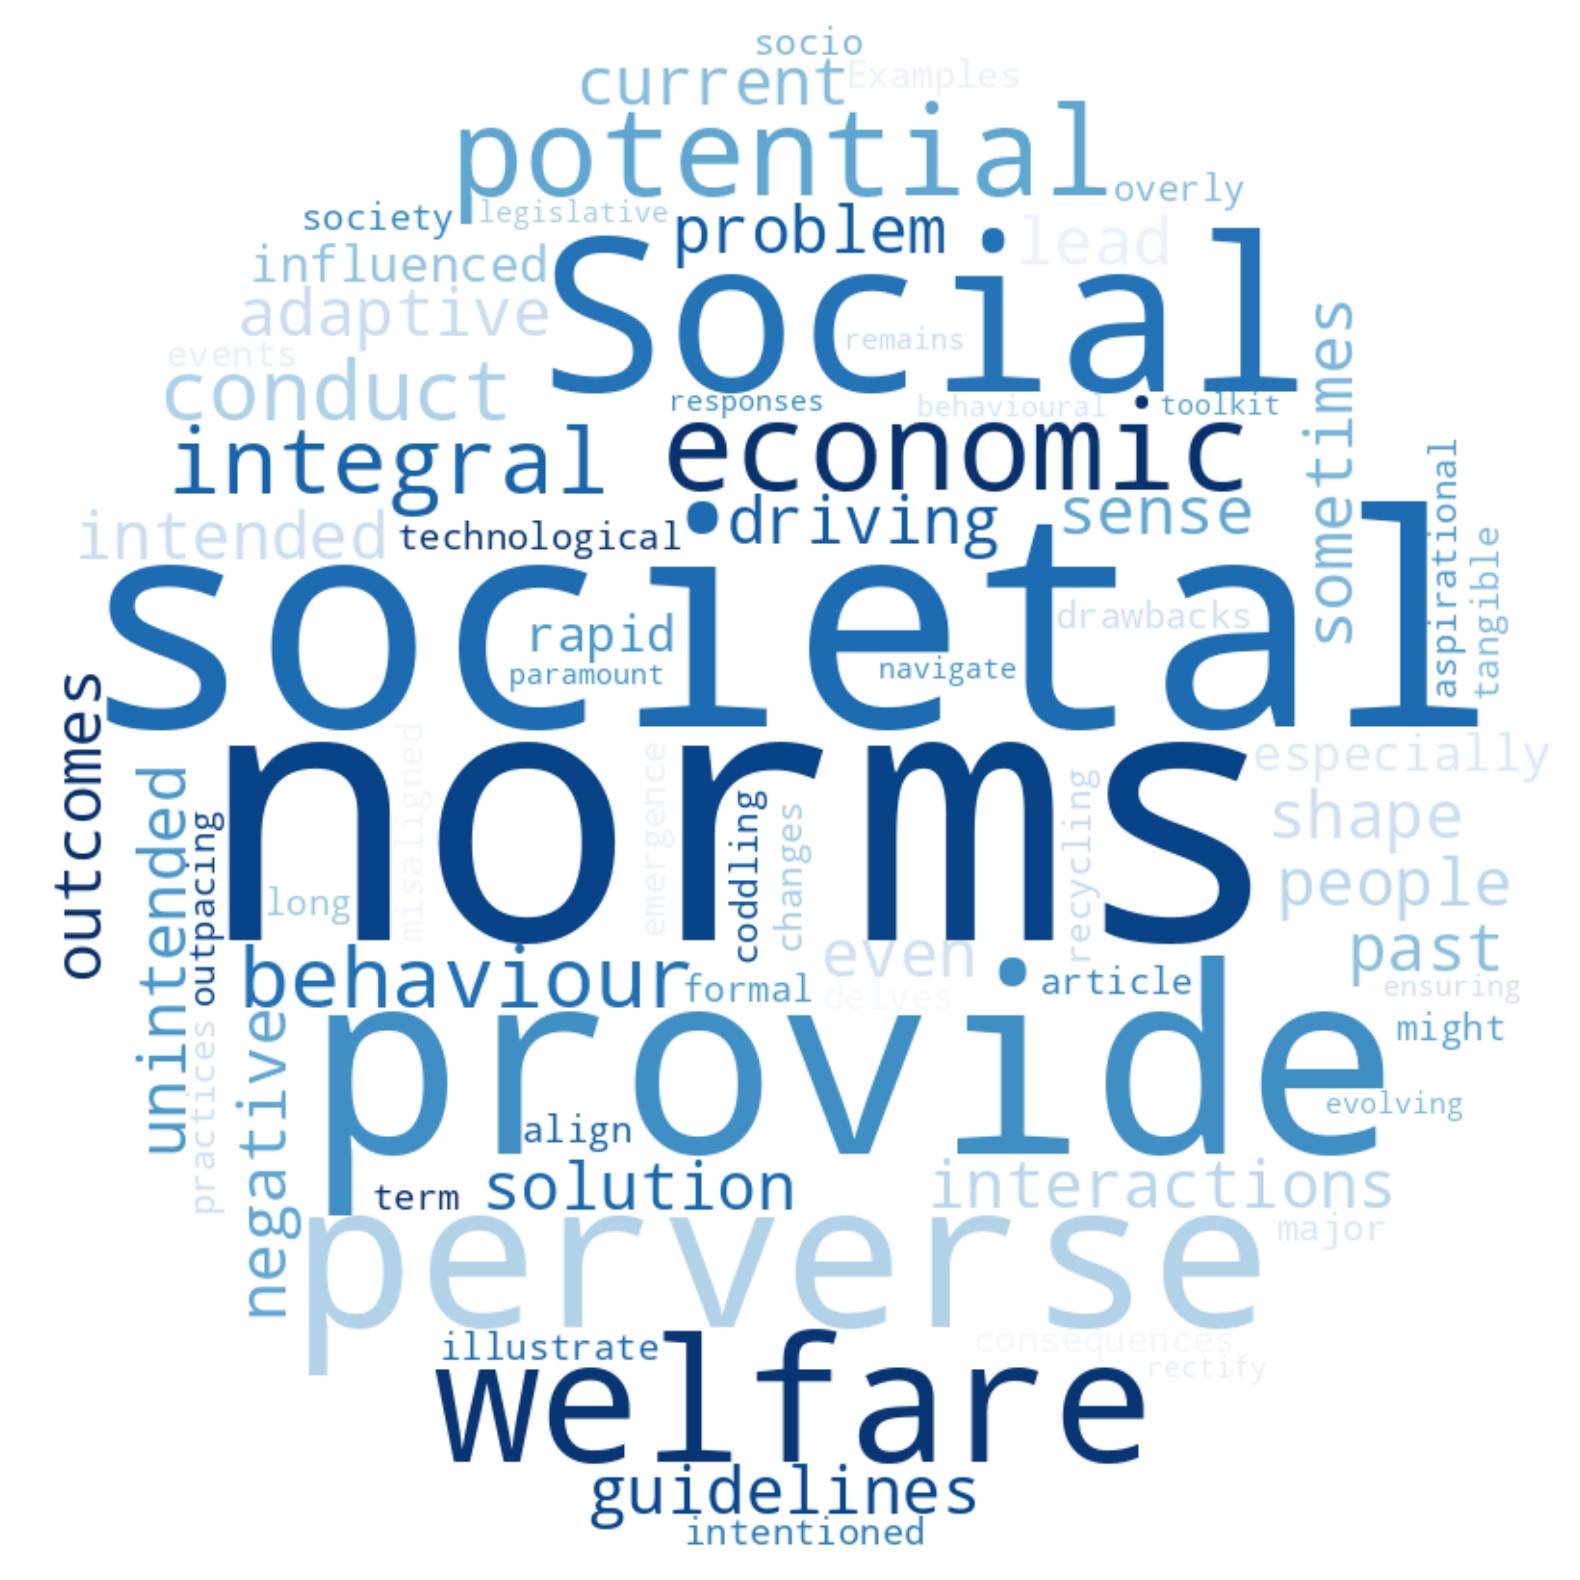 socio
current
Examples
potential
overly
society
legislative
problem
lead
influenced
Social
adaptive
remains
events
conduct
responses
behavioural
toolkit
sometimes
integral
economic
aspirational
intended
technological
driving
sense
tangible
societal
rapid
drawbacks
paramount
navigate
outcomes
norms
especially
misaligned
emergence
coddling
changes
recycling
shape
unintended
outpacing
long
people
past
behaviour
even
formal
delves
article
ensuring
practices
negative
provide
might
evolving
align
term
solution
interactions
major
perverse
illustrate
consequences
rectify
welfare
guidelines
intentioned